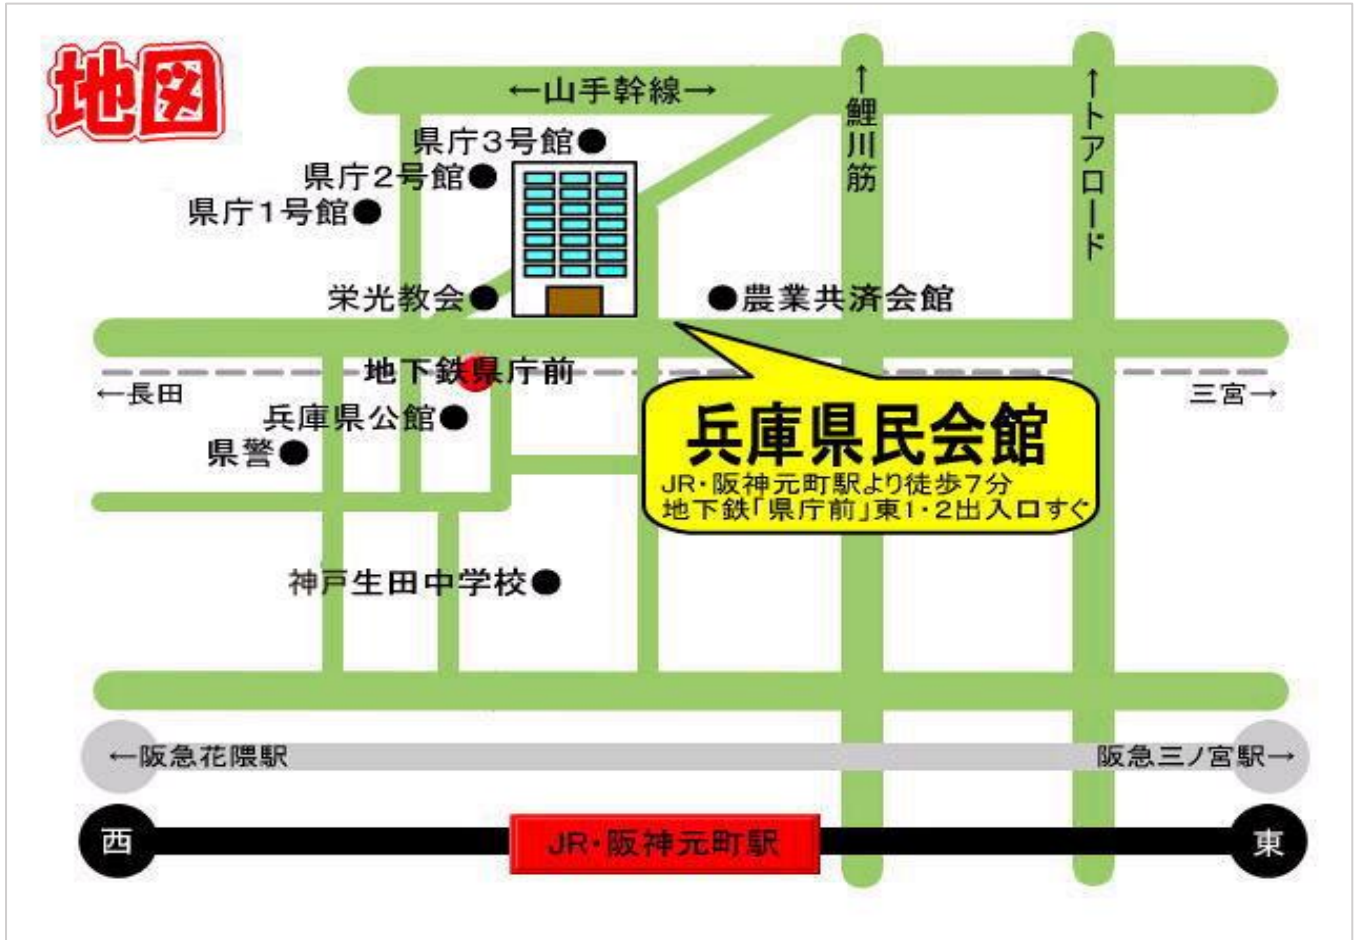 地図
←山手幹線→
↑鯉川筋
↑トアロード
県庁3号館●
県庁2号館●
県庁1号館●
栄光教会●
●農業共済会館
地下鉄県庁前
←長田
三宮→
兵庫県公館●
県警●
兵庫県民会館
JR・阪神元町駅より徒歩7分
地下鉄「県庁前」東1・2出入口すぐ
神戸生田中学校●
←阪急花隈駅
阪急三ノ宮駅→
西
JR・阪神元町駅
東